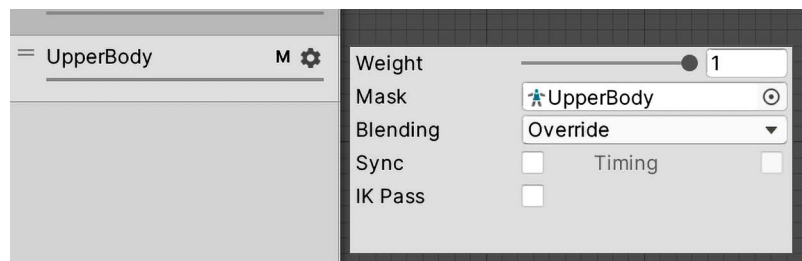 UpperBody M
Weight 1
Mask UpperBody
Blending Override
Sync Timing
IK Pass